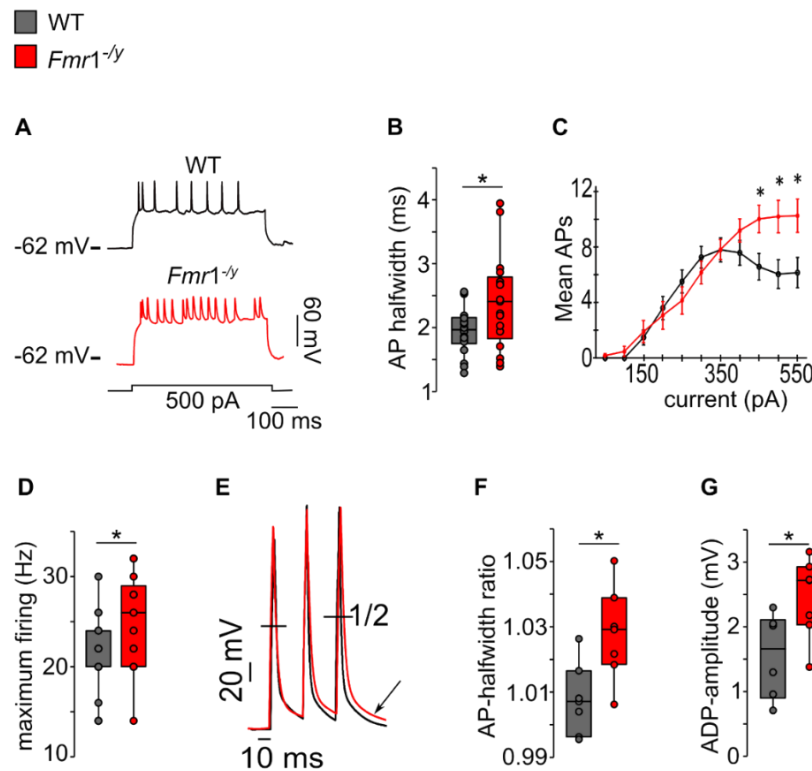 WT
Fmr1-/y
A
WT
-62 mV
Fmr1-/y
-62 mV
60 mV
500 pA
100 ms
B
*
AP halfwidth (ms)
4
3
2
1
C
* * *
Mean APs
12
8
4
0
150 350 550
current (pA)
D
*
maximum firing (Hz)
30
20
10
E
1/2
20 mV
10 ms
F
*
AP-halfwidth ratio
1.05
1.03
1.01
0.99
G
*
ADP-amplitude (mV)
3
2
1
0